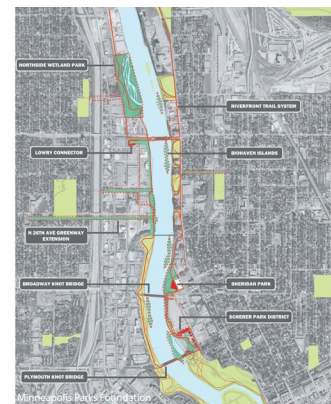 NORTHSIDE WETLAND PARK
RIVERFRONT TRAIL SYSTEM
LOWRY CONNECTOR
BIOHAVEN ISLANDS
N 26TH AVE GREENWAY
EXTENSION
BROADWAY KNOT BRIDGE
SHERIDAN PARK
SCHERER PARK DISTRICT
PLYMOUTH KNOT BRIDGE
Minneapolis Parks Foundation